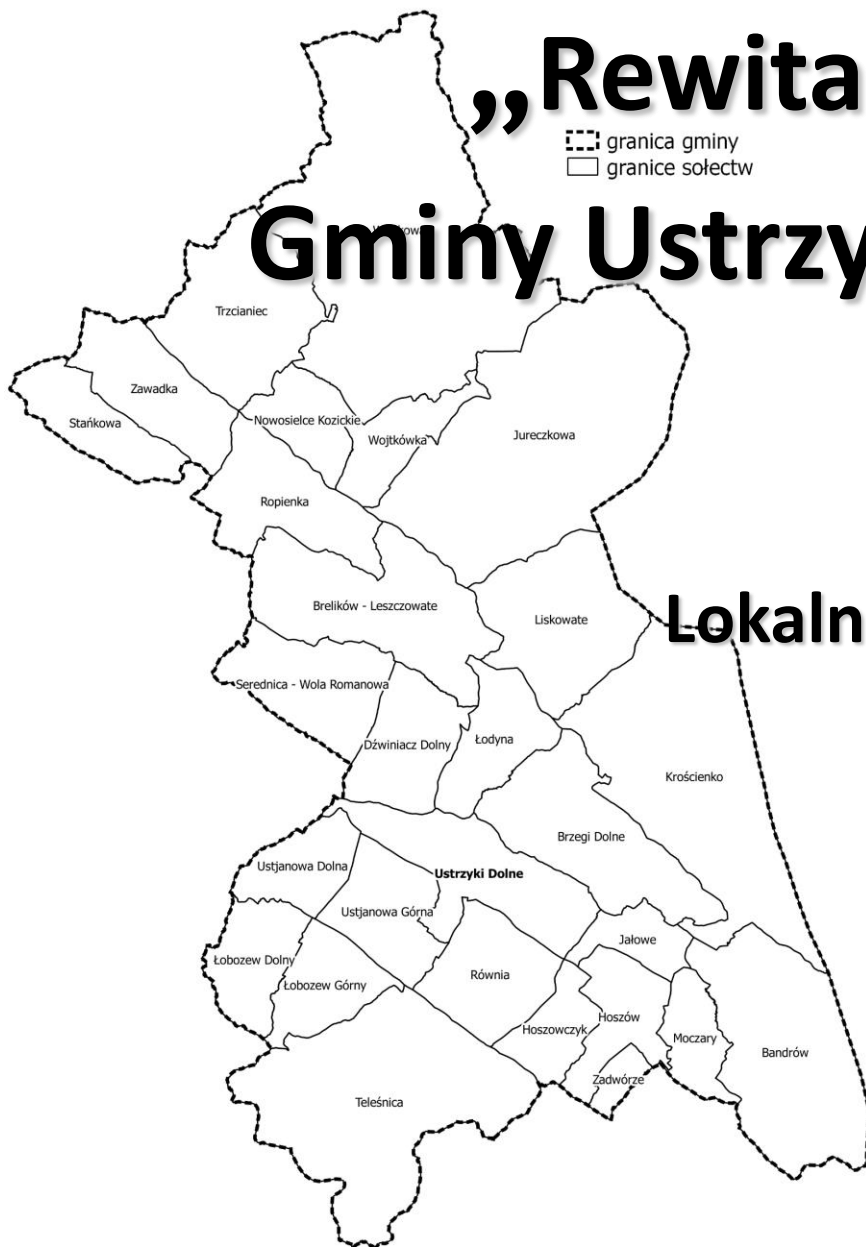 „Rewita
granica gminy
granice sołectw
Gminy Ustrzy
Trzcianiec
Zawadka
Stańkowa
Nowosielce Kozickie
Wojtkówka
Jureczkowa
Ropienka
Brelików - Leszczowate
Liskowate
Lokaln
Serednica - Wola Romanowa
Dźwiniacz Dolny
Łodyna
Krościenko
Brzegi Dolne
Ustjanowa Dolna
Ustrzyki Dolne
Ustjanowa Górna
Jałowe
Łobozew Dolny
Łobozew Górny
Równia
Hoszowczyk
Hoszów
Moczary
Bandrów
Zadwórze
Teleśnica